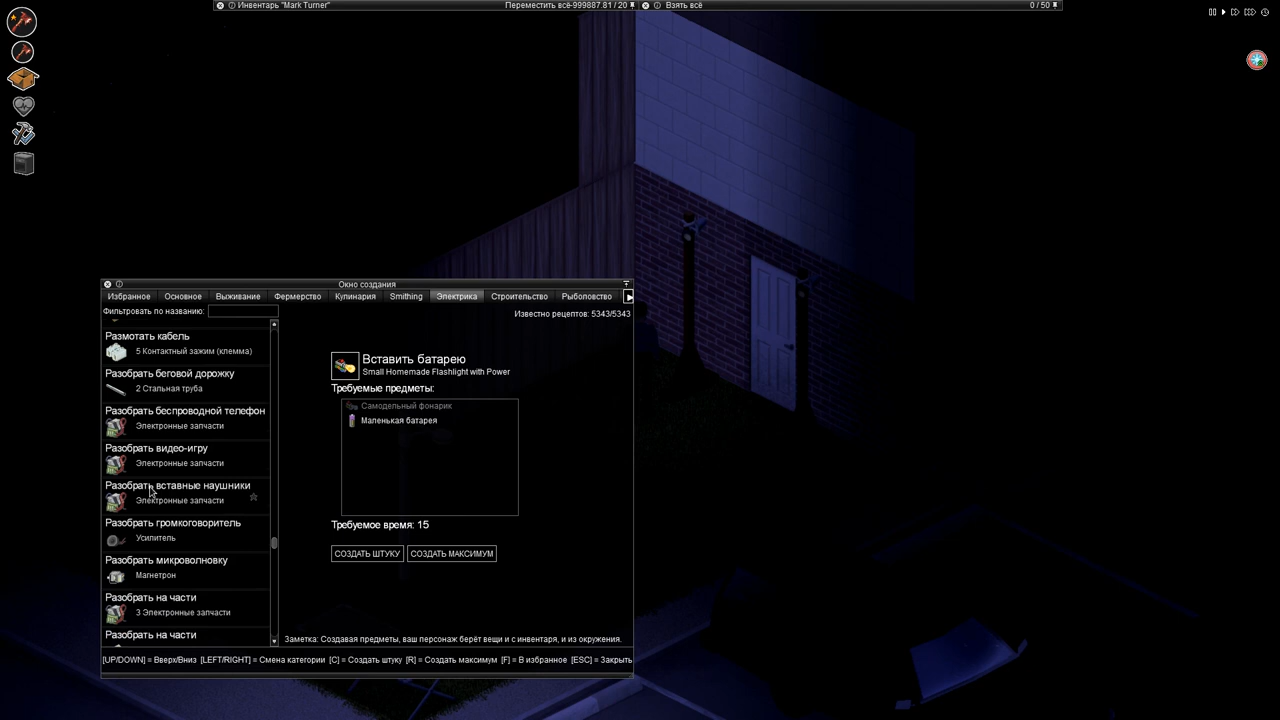 Инвентарь "Mark Turner"
Переместить всё-999887.81 / 20
Взять всё
0 / 50
Окно создания
Избранное Основное Выживание Фермерство Кулинария Smithing Электрика Строительство Рыболовство
Фильтровать по названию:
Известно рецептов: 5343/5343
Размотать кабель
5 Контактный зажим (клемма)
Разобрать беговой дорожку
2 Стальная труба
Разобрать беспроводной телефон
Электронные запчасти
Разобрать видео-игру
Электронные запчасти
Разобрать вставные наушники
Электронные запчасти
Разобрать громкоговоритель
Усилитель
Разобрать микроволновку
Магнетрон
Разобрать на части
3 Электронные запчасти
Разобрать на части
Вставить батарею
Small Homemade Flashlight with Power
Требуемые предметы:
Самодельный фонарик
Маленькая батарея
Требуемое время: 15
СОЗДАТЬ ШТУКУ СОЗДАТЬ МАКСИМУМ
Заметка: Создавая предметы, ваш персонаж берёт вещи и с инвентаря, и из окружения.
[UP/DOWN] = Вверх/Вниз [LEFT/RIGHT] = Смена категории [C] = Создать штуку [R] = Создать максимум [F] = В избранное [ESC] = Закрыть